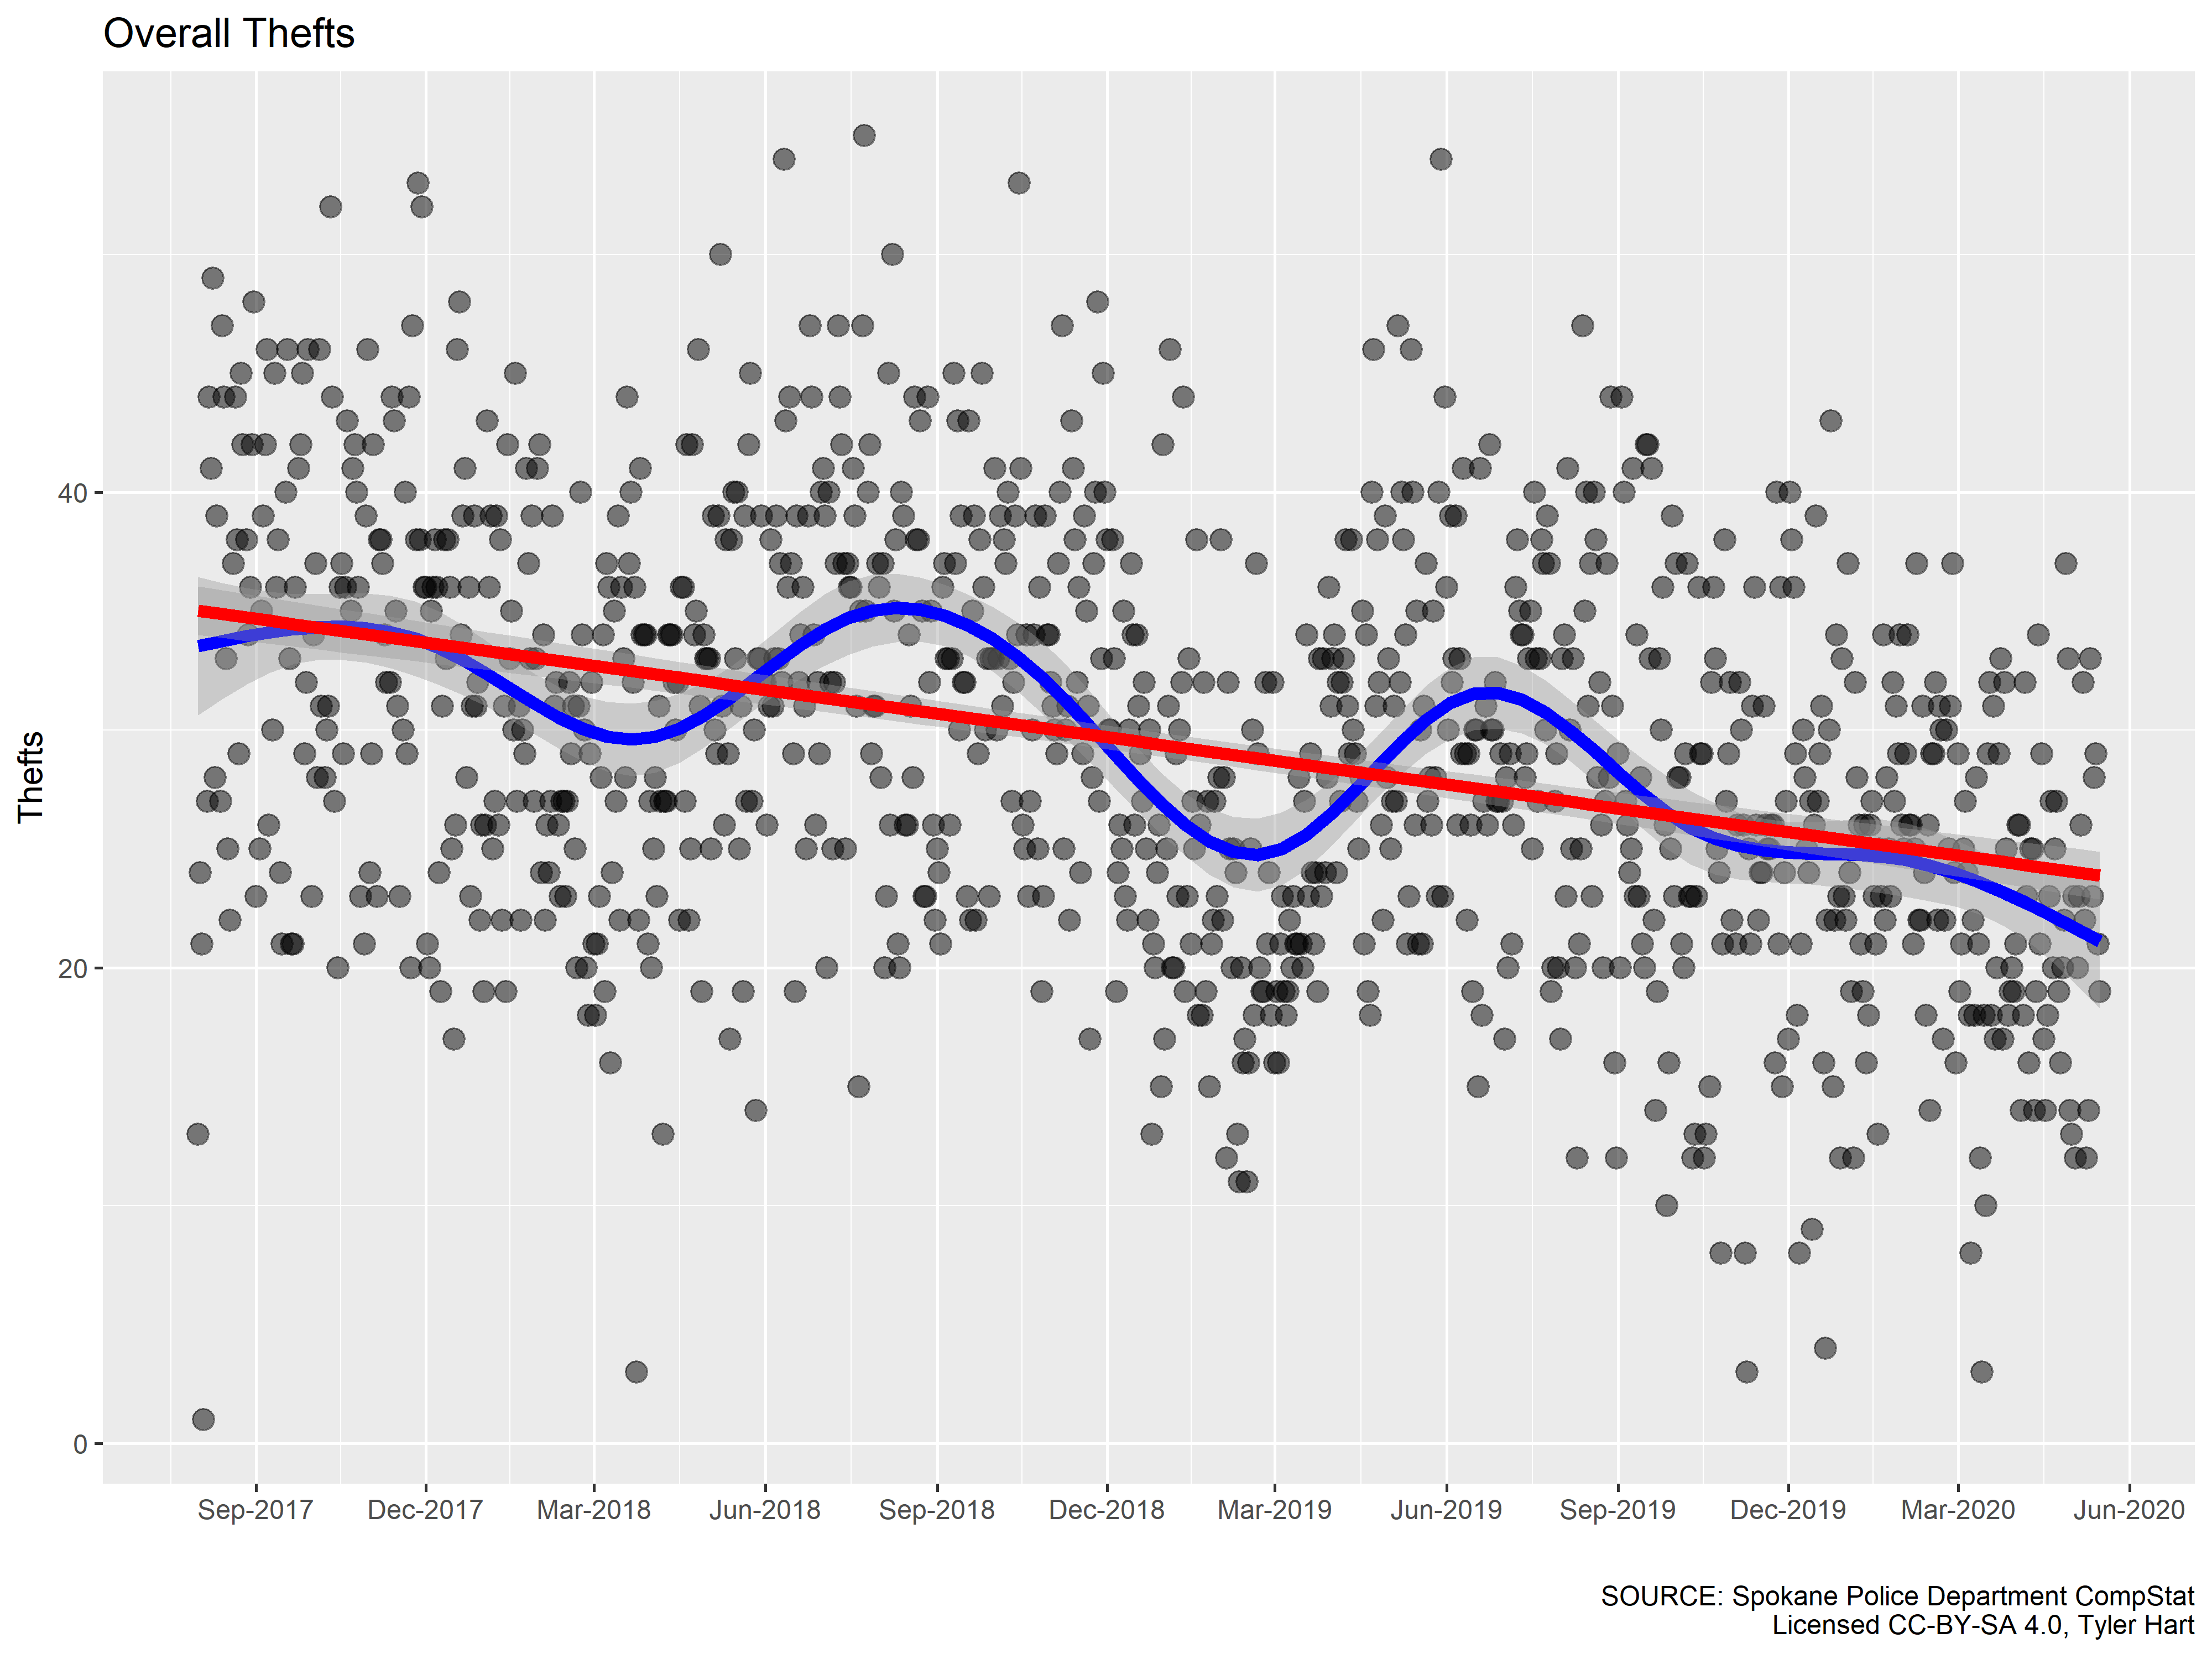 Overall Thefts
Thefts
40
20
0
Sep-2017 Dec-2017 Mar-2018 Jun-2018 Sep-2018 Dec-2018 Mar-2019 Jun-2019 Sep-2019 Dec-2019 Mar-2020 Jun-2020
SOURCE: Spokane Police Department CompStat
Licensed CC-BY-SA 4.0, Tyler Hart